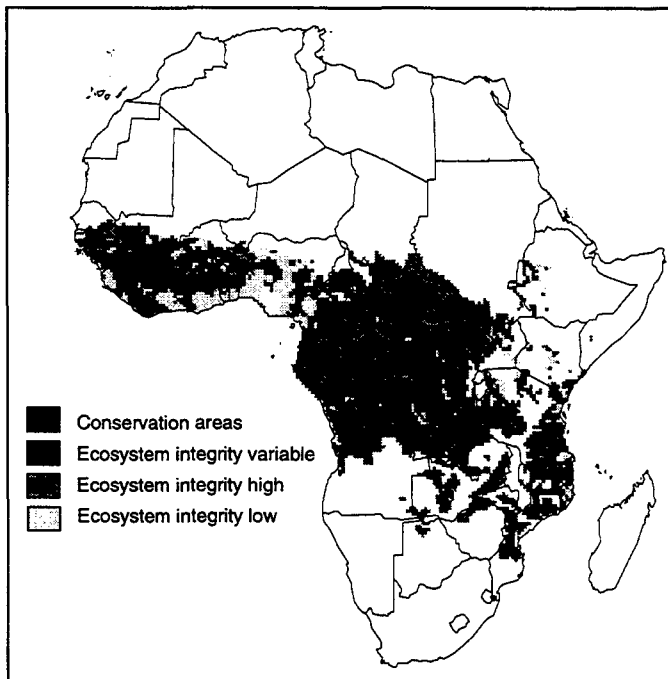 Conservation areas
Ecosystem integrity variable
Ecosystem integrity high
Ecosystem integrity low